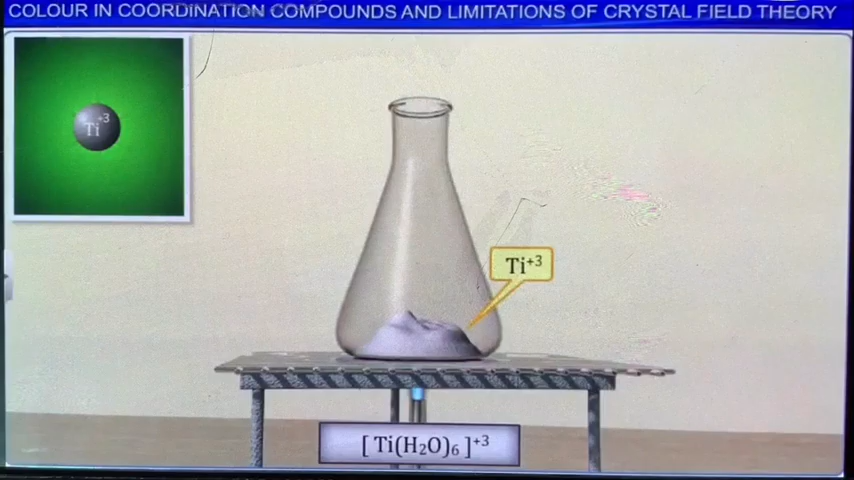 COLOUR IN COORDINATION COMPOUNDS AND LIMITATIONS OF CRYSTAL FIELD THEORY
Ti⁺³
Ti⁺³
[ Ti(H₂O)₆ ]⁺³